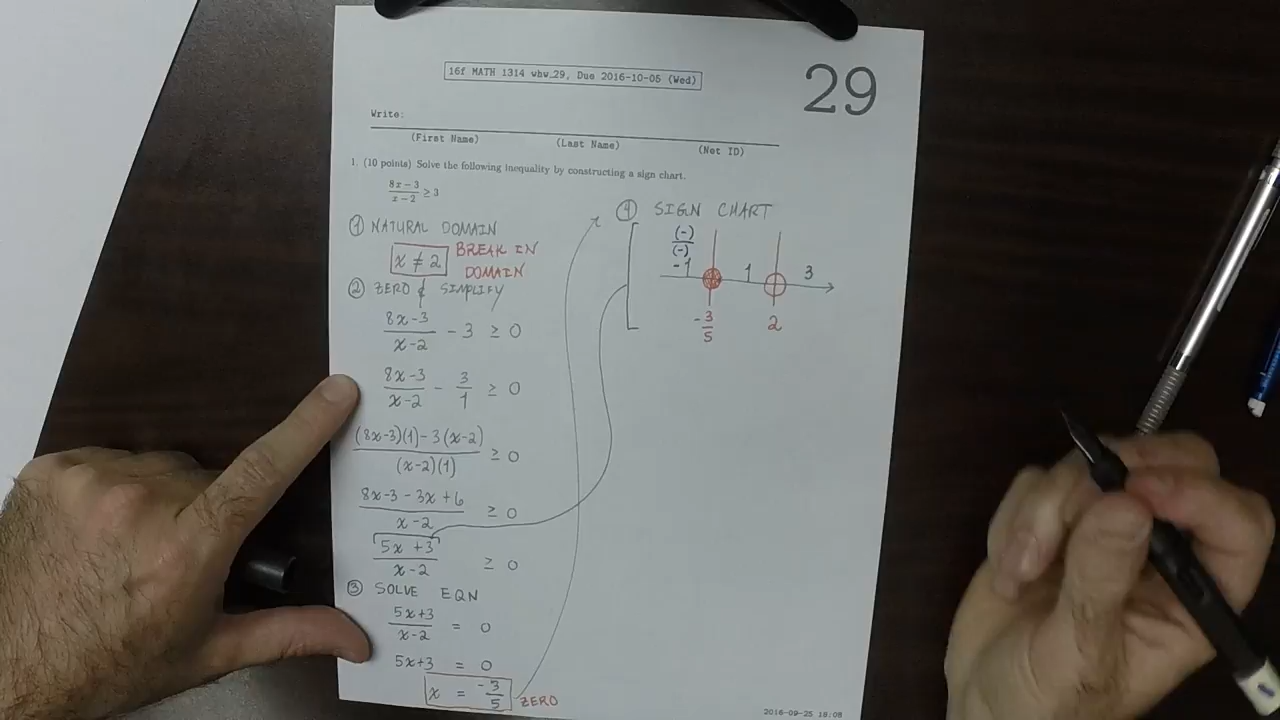 16f MATH 1314 wbw_29, Due 2016-10-05 (Wed)
29
Write:
(First Name) (Last Name) (Net ID)
1. (10 points) Solve the following inequality by constructing a sign chart.
8x − 3
x − 2
≥ 3
① NATURAL DOMAIN
x ≠ 2 BREAK IN
DOMAIN
② ZERO & SIMPLIFY
8x-3
x-2
- 3 ≥ 0
8x-3
x-2
- 3
1
≥ 0
(8x-3)(1)-3(x-2)
(x-2)(1)
≥ 0
8x-3-3x+6
x-2
≥ 0
5x+3
x-2
≥ 0
③ SOLVE EQN
5x+3
x-2
= 0
5x+3 = 0
x = -3
5
ZERO
④ SIGN CHART
(-)
(-)
-1 1 3
-3
5
2
2016-09-25 18:08